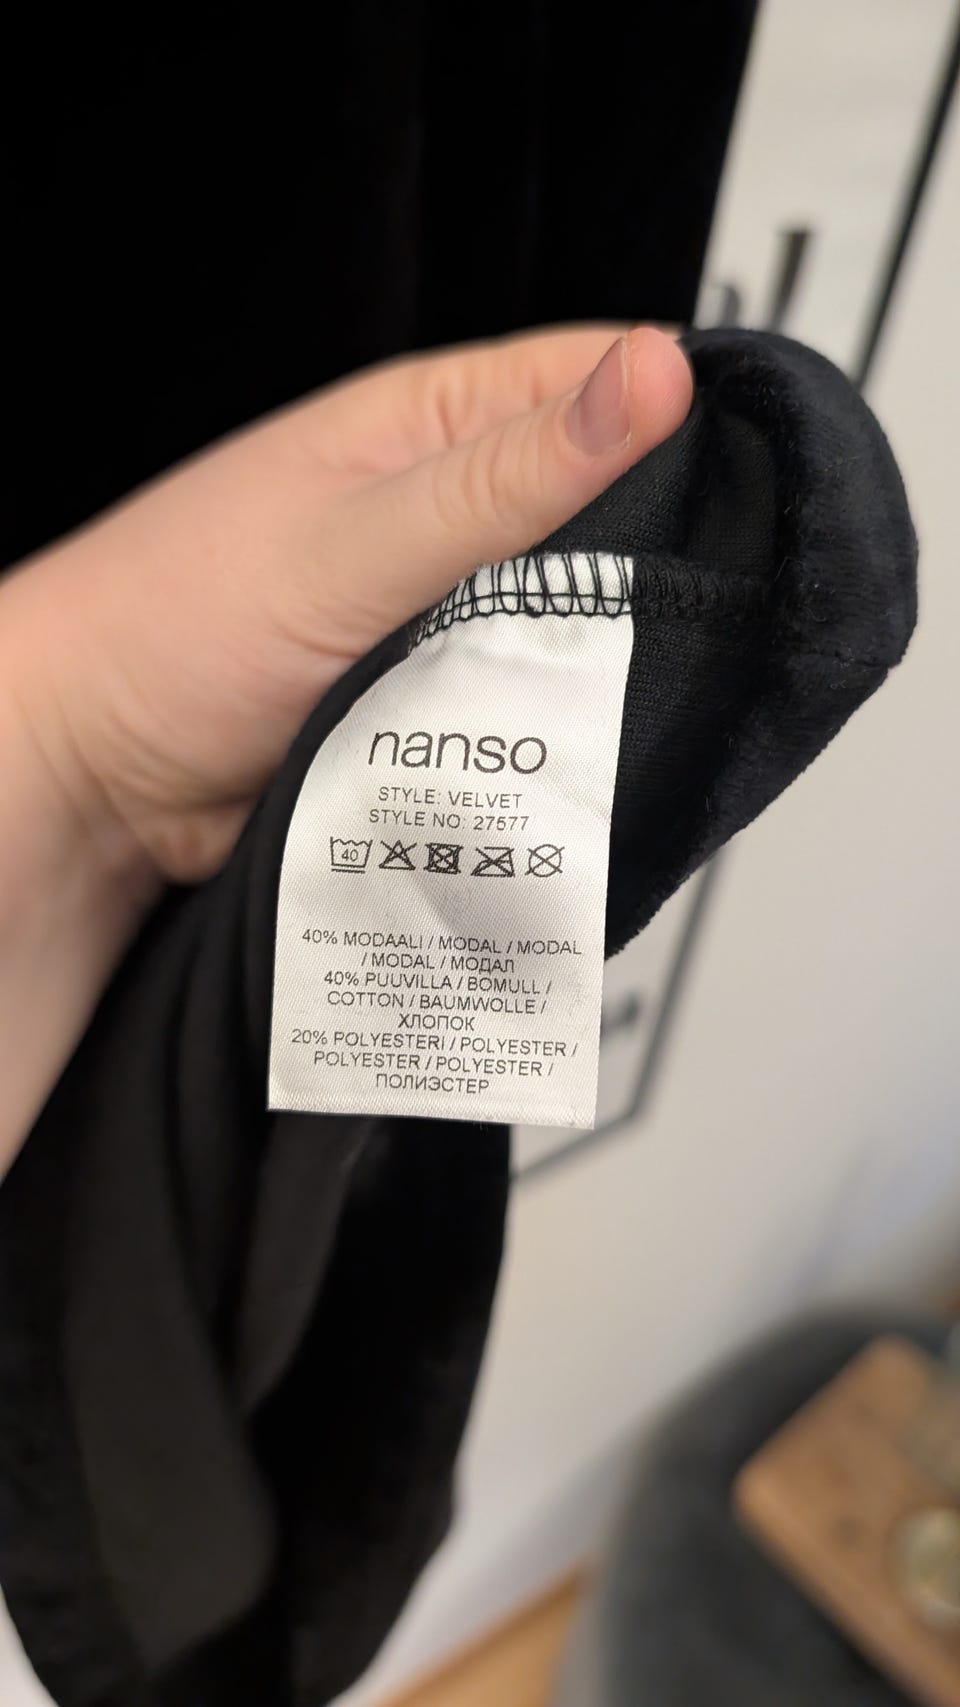 nanso
STYLE: VELVET
STYLE NO: 27577
40
40% MODAALI / MODAL / MODAL
/ MODAL / МОДАЛ
40% PUUVILLA / BOMULL /
COTTON / BAUMWOLLE /
ХЛОПОК
20% POLYESTERI / POLYESTER /
POLYESTER / POLYESTER /
ПОЛИЭСТЕР